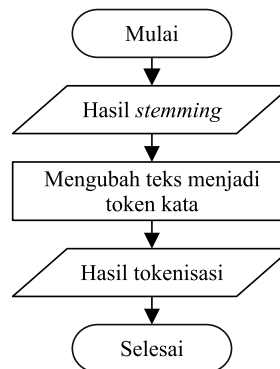 Mulai
Hasil stemming
Mengubah teks menjadi
token kata
Hasil tokenisasi
Selesai